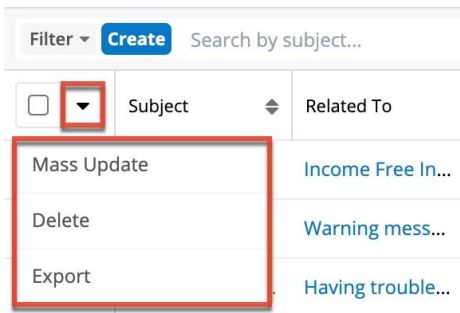 Filter Create Search by subject...
Subject Related To
Mass Update Income Free In...
Delete Warning mess...
Export Having trouble...